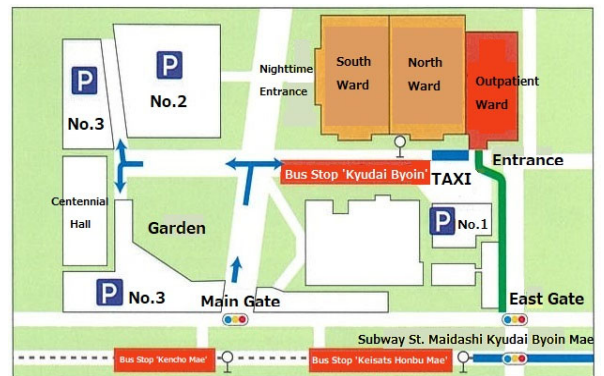 P
No.3
P
No.2
Nighttime
Entrance
South
Ward
North
Ward
Outpatient
Ward
Entrance
Bus Stop 'Kyudai Byoin'
TAXI
Centennial
Hall
Garden
P No.1
P No.3
Main Gate
East Gate
Subway St. Maidashi Kyudai Byoin Mae
Bus Stop 'Kencho Mae'
Bus Stop 'Keisats Honbu Mae'